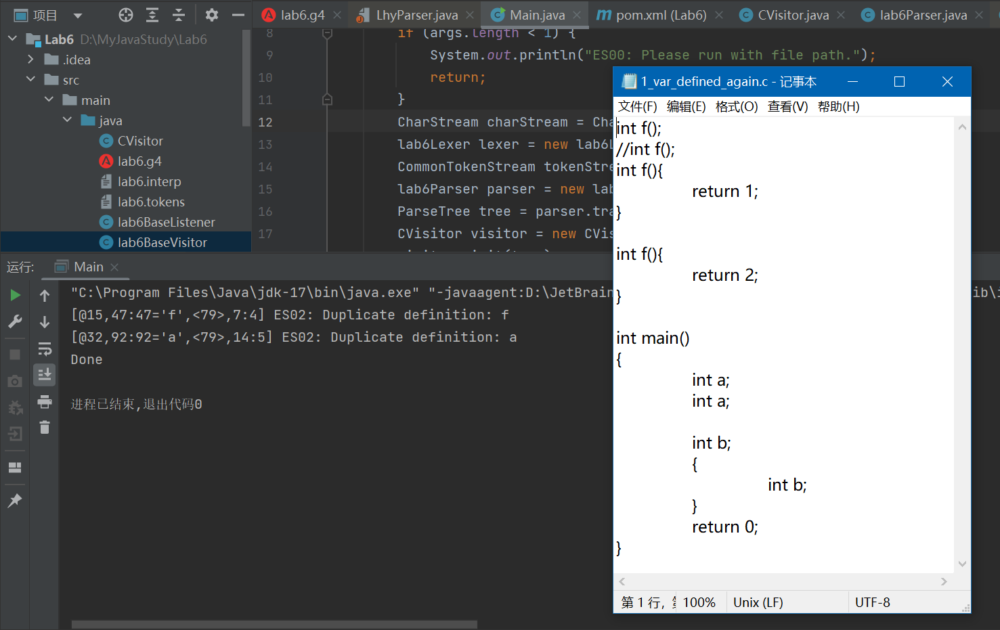 项目
lab6.g4
LhyParser.java
Main.java
pom.xml (Lab6)
CVisitor.java
lab6Parser.java
Lab6 D:\MyJavaStudy\Lab6
.idea
src
main
java
CVisitor
lab6.g4
lab6.interp
lab6.tokens
lab6BaseListener
lab6BaseVisitor
8 if (args.length < 1) {
9 System.out.println("ES00: Please run with file path.");
10 return;
11 }
12 CharStream charStream = Cha
13 lab6Lexer lexer = new lab6L
14 CommonTokenStream tokenStre
15 lab6Parser parser = new lab
16 ParseTree tree = parser.tra
17 CVisitor visitor = new CVis
运行:
Main
"C:\Program Files\Java\jdk-17\bin\java.exe" "-javaagent:D:\JetBrain
ib\i
[@15,47:47='f',<79>,7:4] ES02: Duplicate definition: f
[@32,92:92='a',<79>,14:5] ES02: Duplicate definition: a
Done
进程已结束,退出代码0
1_var_defined_again.c - 记事本
文件(F) 编辑(E) 格式(O) 查看(V) 帮助(H)
int f();
//int f();
int f(){
return 1;
}
int f(){
return 2;
}
int main()
{
int a;
int a;
int b;
{
int b;
}
return 0;
}
第 1 行,
100%
Unix (LF)
UTF-8